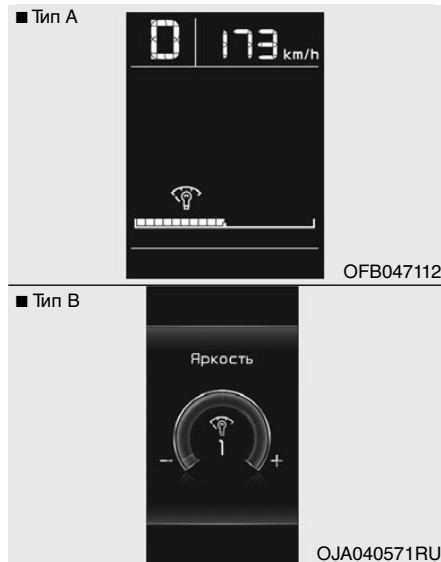 ■ Тип A
D 173 km/h
OFB047112
■ Тип B
Яркость
1
− +
OJA040571RU